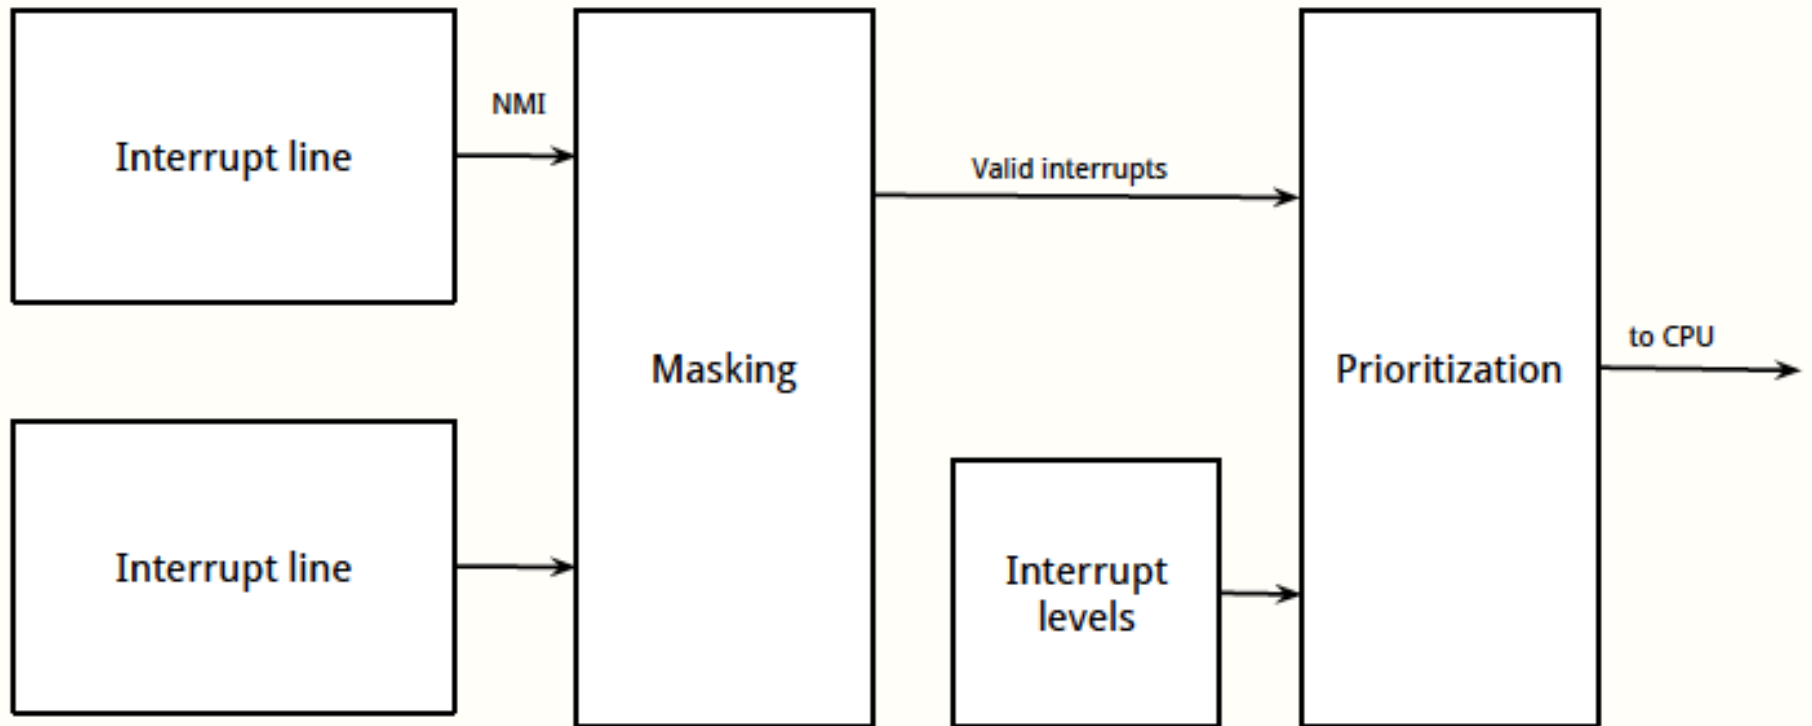 Interrupt line
NMI
Masking
Valid interrupts
Prioritization
to CPU
Interrupt line
Interrupt
levels